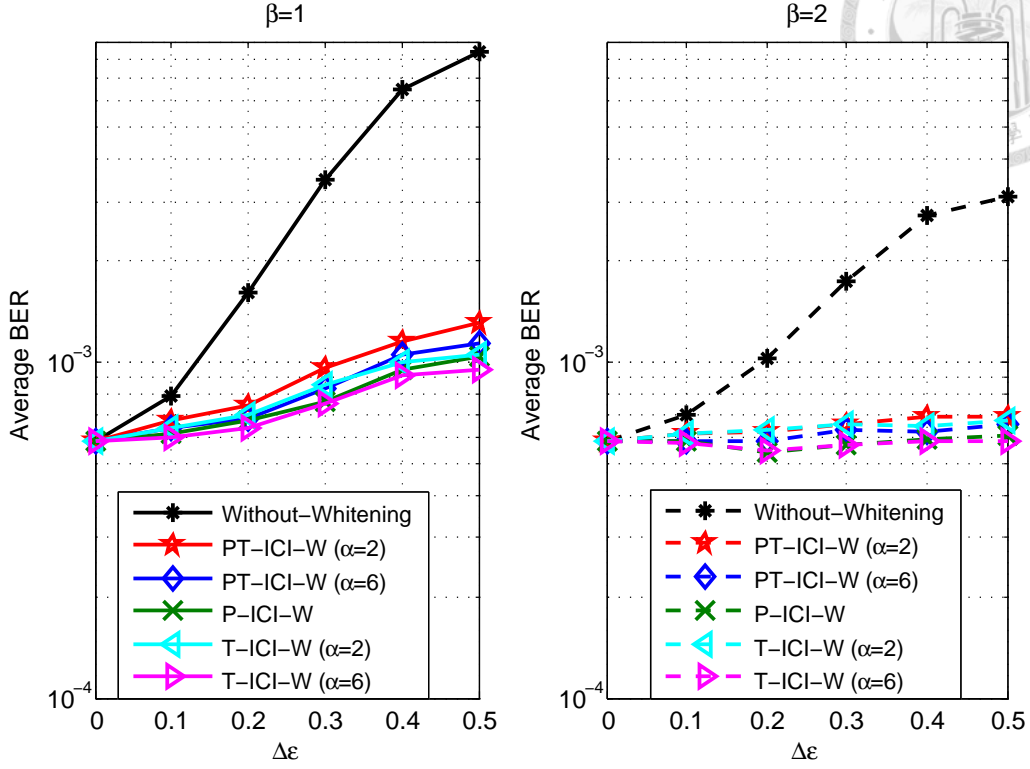 β=1
Average BER
10⁻³
10⁻⁴
Without−Whitening
PT−ICI−W (α=2)
PT−ICI−W (α=6)
P−ICI−W
T−ICI−W (α=2)
T−ICI−W (α=6)
0 0.1 0.2 0.3 0.4 0.5
Δε
β=2
Average BER
10⁻³
10⁻⁴
Without−Whitening
PT−ICI−W (α=2)
PT−ICI−W (α=6)
P−ICI−W
T−ICI−W (α=2)
T−ICI−W (α=6)
0 0.1 0.2 0.3 0.4 0.5
Δε